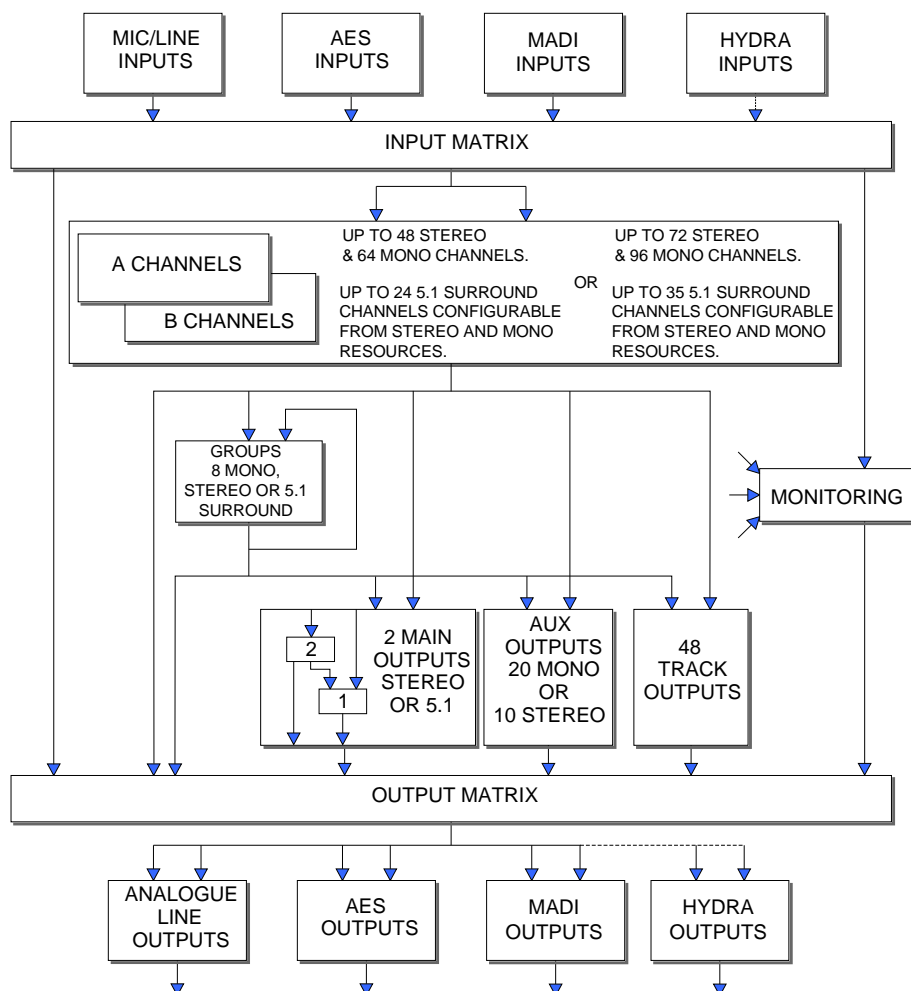 MIC/LINE
INPUTS
AES
INPUTS
MADI
INPUTS
HYDRA
INPUTS
INPUT MATRIX
A CHANNELS
B CHANNELS
UP TO 48 STEREO
& 64 MONO CHANNELS.
UP TO 24 5.1 SURROUND
CHANNELS CONFIGURABLE
FROM STEREO AND MONO
RESOURCES.
OR
UP TO 72 STEREO
& 96 MONO CHANNELS.
UP TO 35 5.1 SURROUND
CHANNELS CONFIGURABLE
FROM STEREO AND MONO
RESOURCES.
GROUPS
8 MONO,
STEREO OR 5.1
SURROUND
MONITORING
2
1
2 MAIN
OUTPUTS
STEREO
OR 5.1
AUX
OUTPUTS
20 MONO
OR
10 STEREO
48
TRACK
OUTPUTS
OUTPUT MATRIX
ANALOGUE
LINE
OUTPUTS
AES
OUTPUTS
MADI
OUTPUTS
HYDRA
OUTPUTS